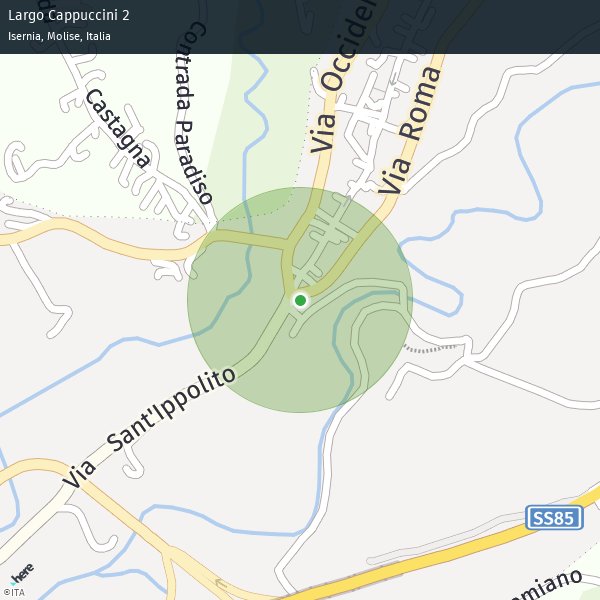 Largo Cappuccini 2
Isernia, Molise, Italia
Via Occiden
Contrada Paradiso
Castagna
Via Roma
Via Sant'Ippolito
SS85
miano
here
©ITA